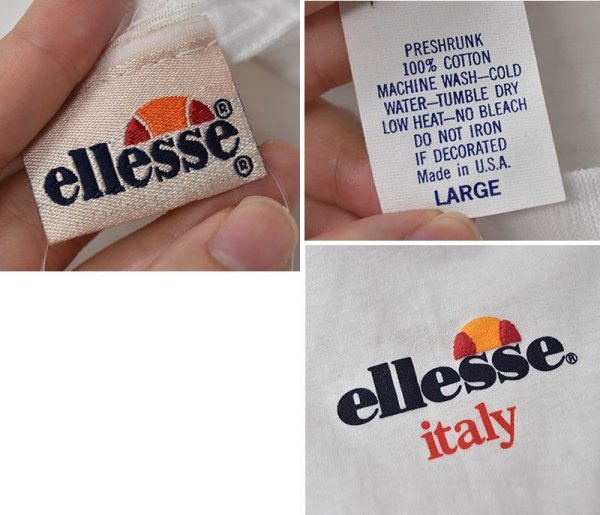 ellesse®
®
PRESHRUNK
100% COTTON
MACHINE WASH—COLD
WATER—TUMBLE DRY
LOW HEAT—NO BLEACH
DO NOT IRON
IF DECORATED
Made in U.S.A.
LARGE
ellesse®
italy